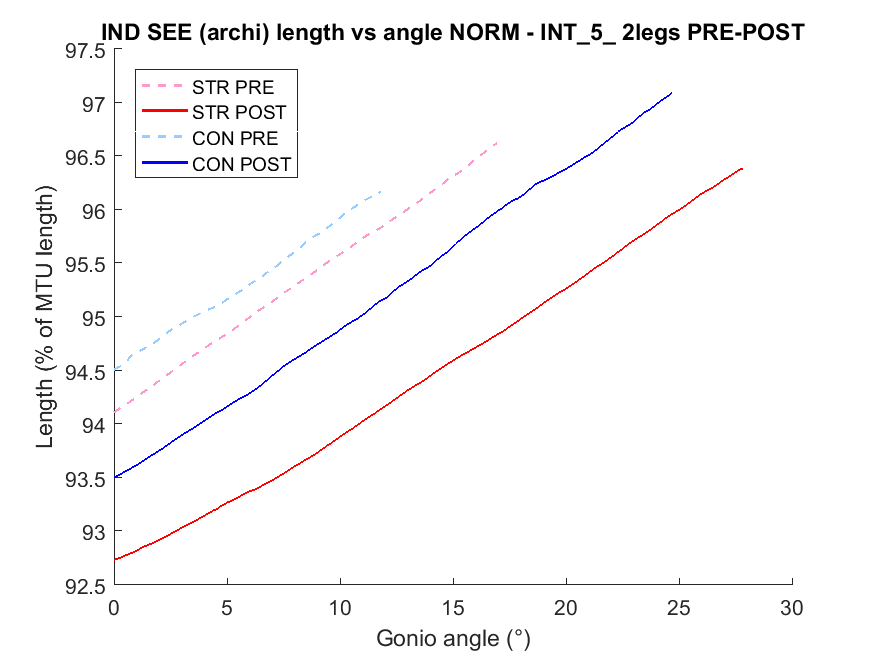 IND SEE (archi) length vs angle NORM - INT_5_ 2legs PRE-POST
97.5
97
96.5
96
95.5
95
94.5
94
93.5
93
92.5
Length (% of MTU length)
STR PRE
STR POST
CON PRE
CON POST
0 5 10 15 20 25 30
Gonio angle (°)